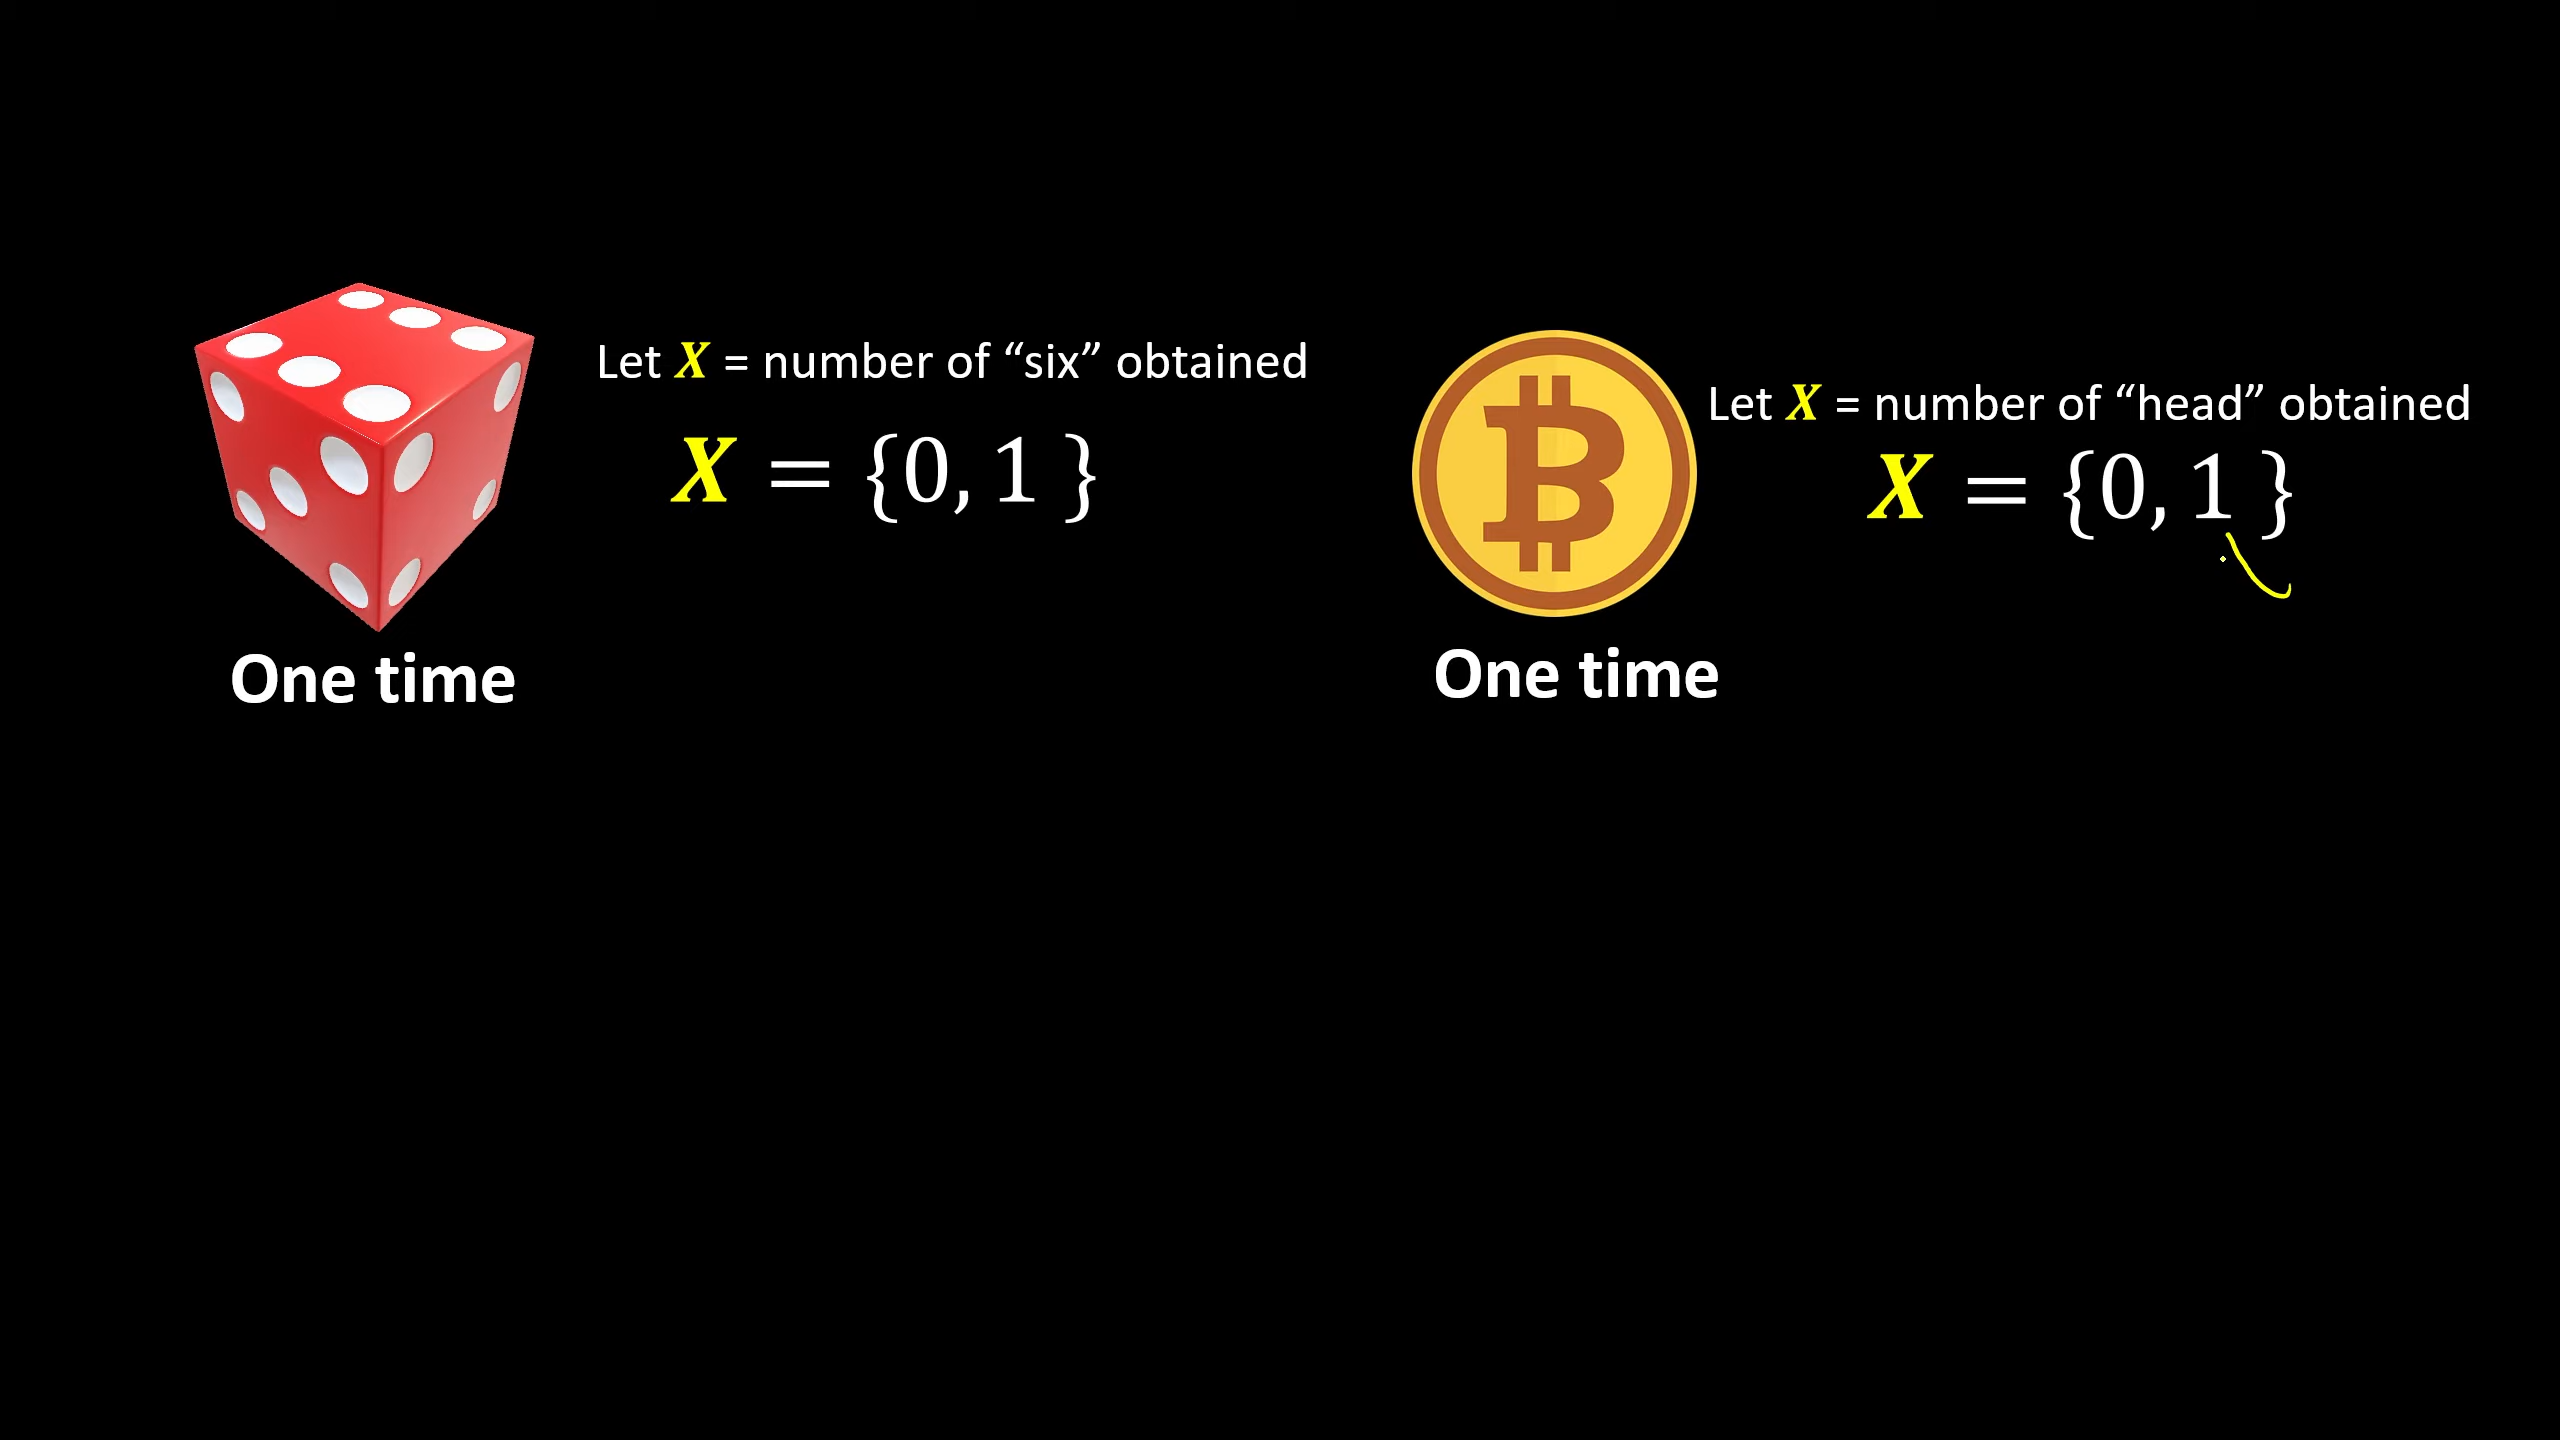 Let X = number of “six” obtained
X = {0, 1 }
One time
Let X = number of “head” obtained
X = {0, 1 }
One time